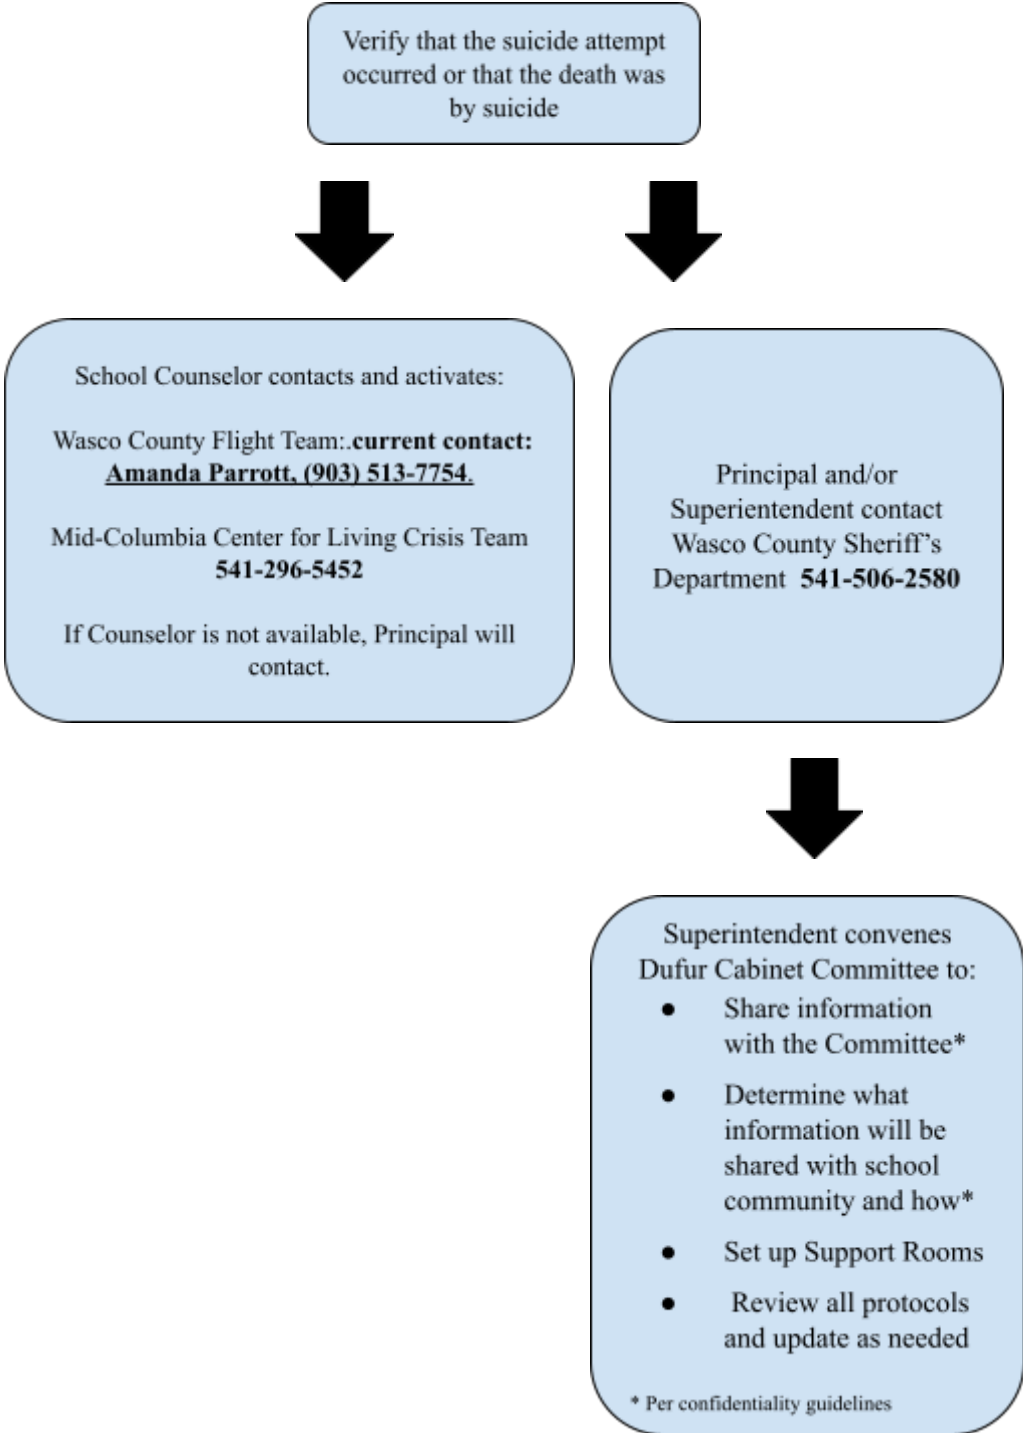 Verify that the suicide attempt
occurred or that the death was
by suicide
School Counselor contacts and activates:
Wasco County Flight Team:.current contact:
Amanda Parrott, (903) 513-7754.
Mid-Columbia Center for Living Crisis Team
541-296-5452
If Counselor is not available, Principal will
contact.
Principal and/or
Superientendent contact
Wasco County Sheriff's
Department 541-506-2580
Superintendent convenes
Dufur Cabinet Committee to:
● Share information
with the Committee*
● Determine what
information will be
shared with school
community and how*
● Set up Support Rooms
● Review all protocols
and update as needed
* Per confidentiality guidelines